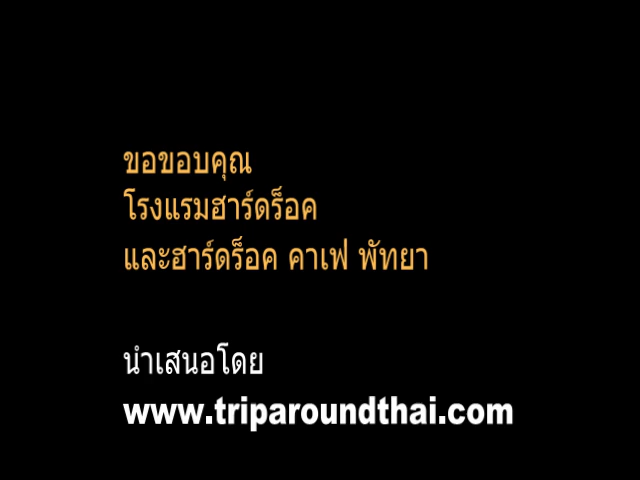 ขอขอบคุณ
โรงแรมฮาร์ดร็อค
และฮาร์ดร็อค คาเฟ่ พัทยา
นำเสนอโดย
www.triparoundthai.com